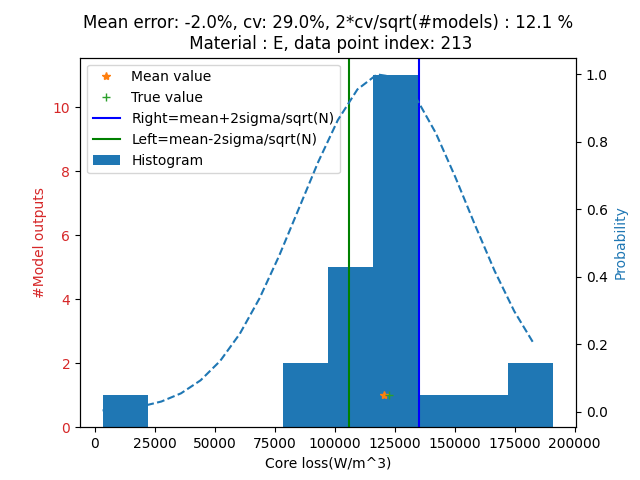 Mean error: -2.0%, cv: 29.0%, 2*cv/sqrt(#models) : 12.1 %
Material : E, data point index: 213
Mean value
True value
Right=mean+2sigma/sqrt(N)
Left=mean-2sigma/sqrt(N)
Histogram
#Model outputs
0
2
4
6
8
10
Probability
0.0
0.2
0.4
0.6
0.8
1.0
0 25000 50000 75000 100000 125000 150000 175000 200000
Core loss(W/m^3)